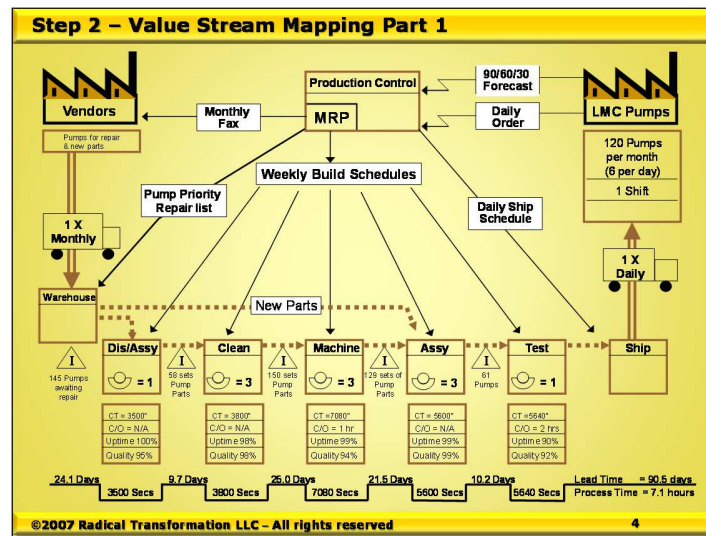 Step 2 – Value Stream Mapping Part 1
Vendors
Pumps for repair
& new parts
1 X
Monthly
Monthly
Fax
Production Control
MRP
90/60/30
Forecast
Daily
Order
LMC Pumps
120 Pumps
per month
(6 per day)
1 Shift
Weekly Build Schedules
Pump Priority
Repair list
Daily Ship
Schedule
1 X
Daily
Warehouse
New Parts
I
145 Pumps
awaiting
repair
Dis/Assy
= 1
I
58 sets
Pump
Parts
Clean
= 3
I
150 sets
Pump
Parts
Machine
= 3
I
129 sets of
Pump
Parts
Assy
= 3
I
61
Pumps
Test
= 1
Ship
CT = 3500"
C/O = N/A
Uptime 100%
Quality 95%
CT = 3800"
C/O = N/A
Uptime 98%
Quality 98%
CT =7080"
C/O = 1 hr
Uptime 99%
Quality 94%
CT = 5600"
C/O = N/A
Uptime 99%
Quality 99%
CT =5640"
C/O = 2 hrs
Uptime 90%
Quality 92%
24.1 Days
3500 Secs
9.7 Days
3800 Secs
25.0 Days
7080 Secs
21.5 Days
5600 Secs
10.2 Days
5640 Secs
Lead Time = 90.5 days
Process Time = 7.1 hours
©2007 Radical Transformation LLC – All rights reserved
4